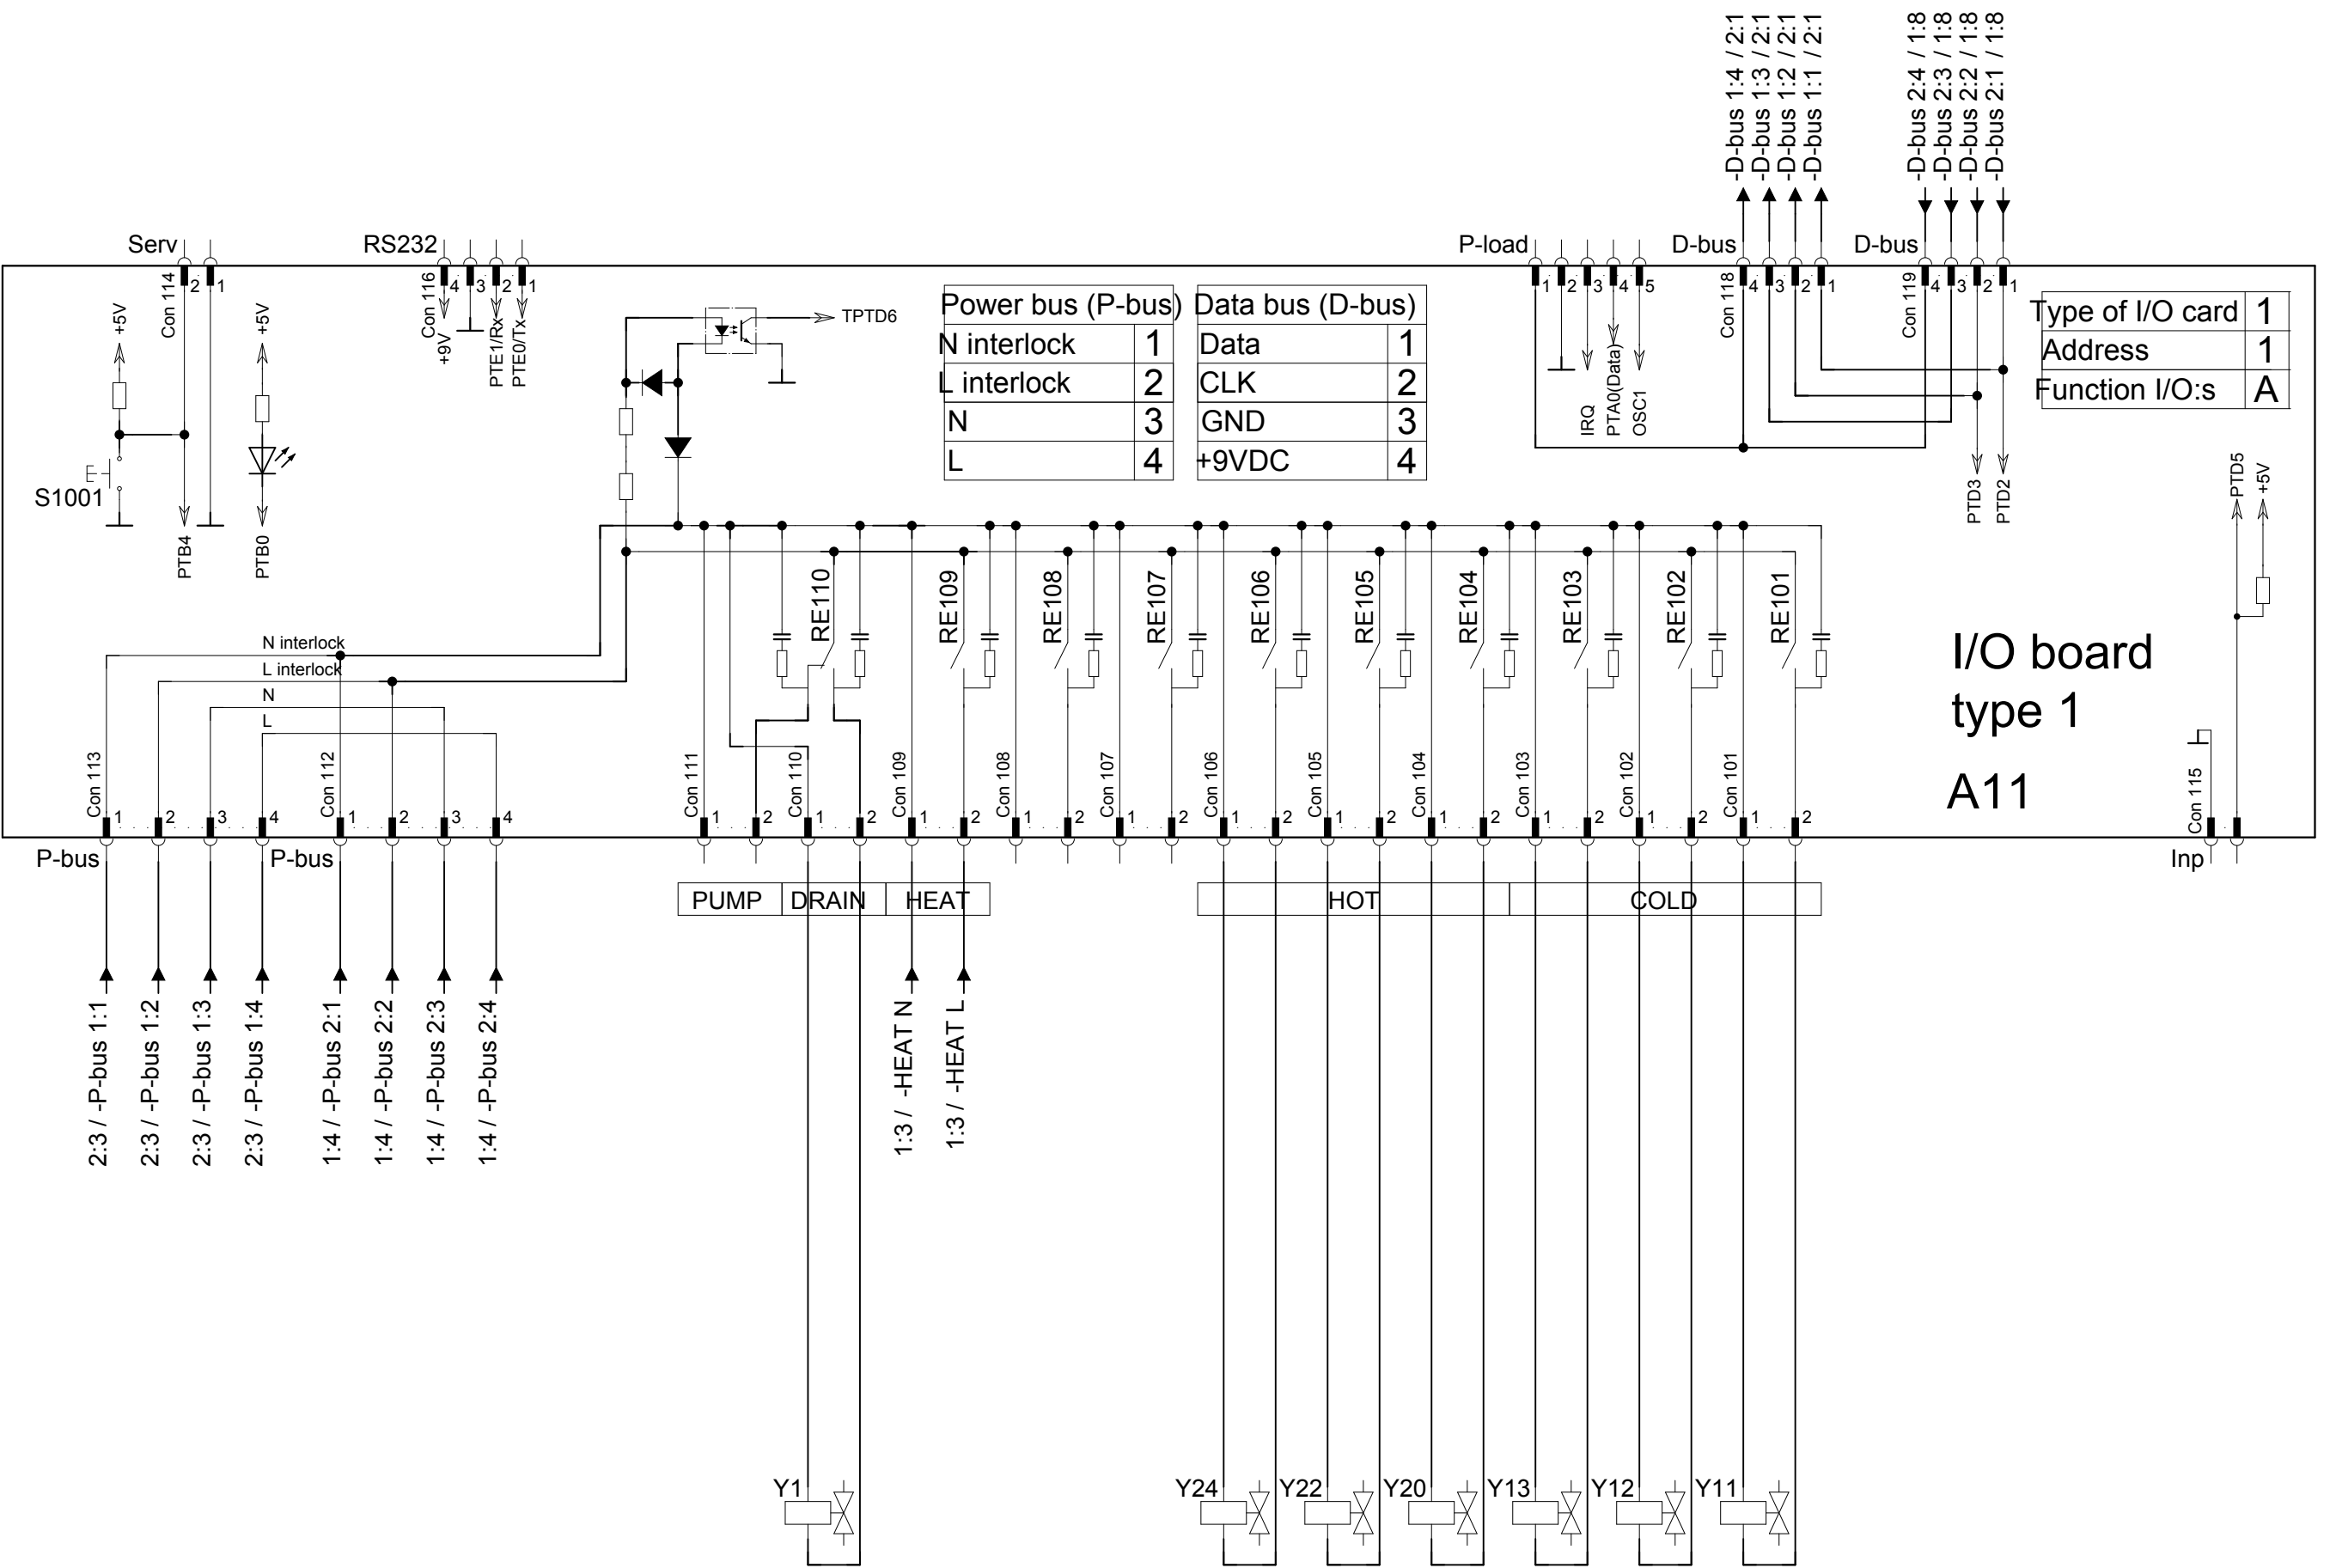 -D-bus 1:4 / 2:1
-D-bus 1:3 / 2:1
-D-bus 1:2 / 2:1
-D-bus 1:1 / 2:1
-D-bus 2:4 / 1:8
-D-bus 2:3 / 1:8
-D-bus 2:2 / 1:8
-D-bus 2:1 / 1:8
Serv
RS232
P-load
D-bus
D-bus
Con 114
2
1
Con 116
4
3
2
1
1
2
3
4
5
Con 118
4
3
2
1
Con 119
4
3
2
1
+5V
+5V
+9V
PTE1/Rx
PTE0/Tx
TPTD6
Power bus (P-bus)
N interlock 1
L interlock 2
N 3
L 4
Data bus (D-bus)
Data 1
CLK 2
GND 3
+9VDC 4
IRQ
PTA0(Data)
OSC1
Type of I/O card 1
Address 1
Function I/O:s A
S1001
PTB4
PTB0
PTD3
PTD2
PTD5
+5V
RE110
RE109
RE108
RE107
RE106
RE105
RE104
RE103
RE102
RE101
N interlock
L interlock
N
L
I/O board
type 1
A11
Con 113
1
2
3
4
Con 112
1
2
3
4
Con 111
1
2
Con 110
1
2
Con 109
1
2
Con 108
1
2
Con 107
1
2
Con 106
1
2
Con 105
1
2
Con 104
1
2
Con 103
1
2
Con 102
1
2
Con 101
1
2
Con 115
P-bus
P-bus
Inp
PUMP
DRAIN
HEAT
HOT
COLD
2:3 / -P-bus 1:1
2:3 / -P-bus 1:2
2:3 / -P-bus 1:3
2:3 / -P-bus 1:4
1:4 / -P-bus 2:1
1:4 / -P-bus 2:2
1:4 / -P-bus 2:3
1:4 / -P-bus 2:4
1:3 / -HEAT N
1:3 / -HEAT L
Y1
Y24
Y22
Y20
Y13
Y12
Y11